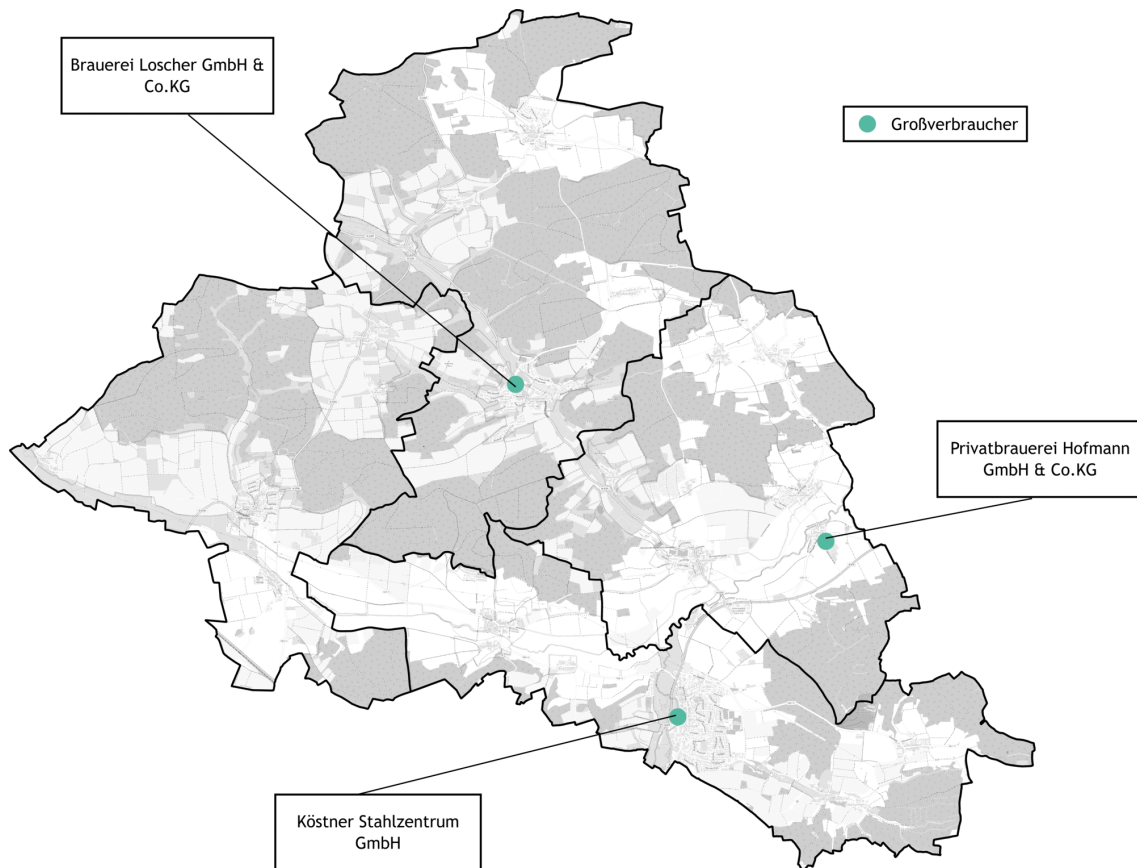 Brauerei Loscher GmbH &
Co.KG
Großverbraucher
Privatbrauerei Hofmann
GmbH & Co.KG
Köstner Stahlzentrum
GmbH